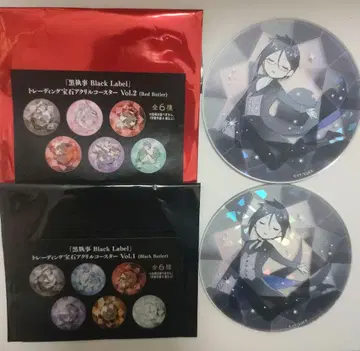 「黒執事 Black Label」
トレーディング宝石アクリルコースター Vol.2 (Red Butler)
全6種
「黒執事 Black Label」
トレーディング宝石アクリルコースター Vol.1 (Black Butler)
全6種